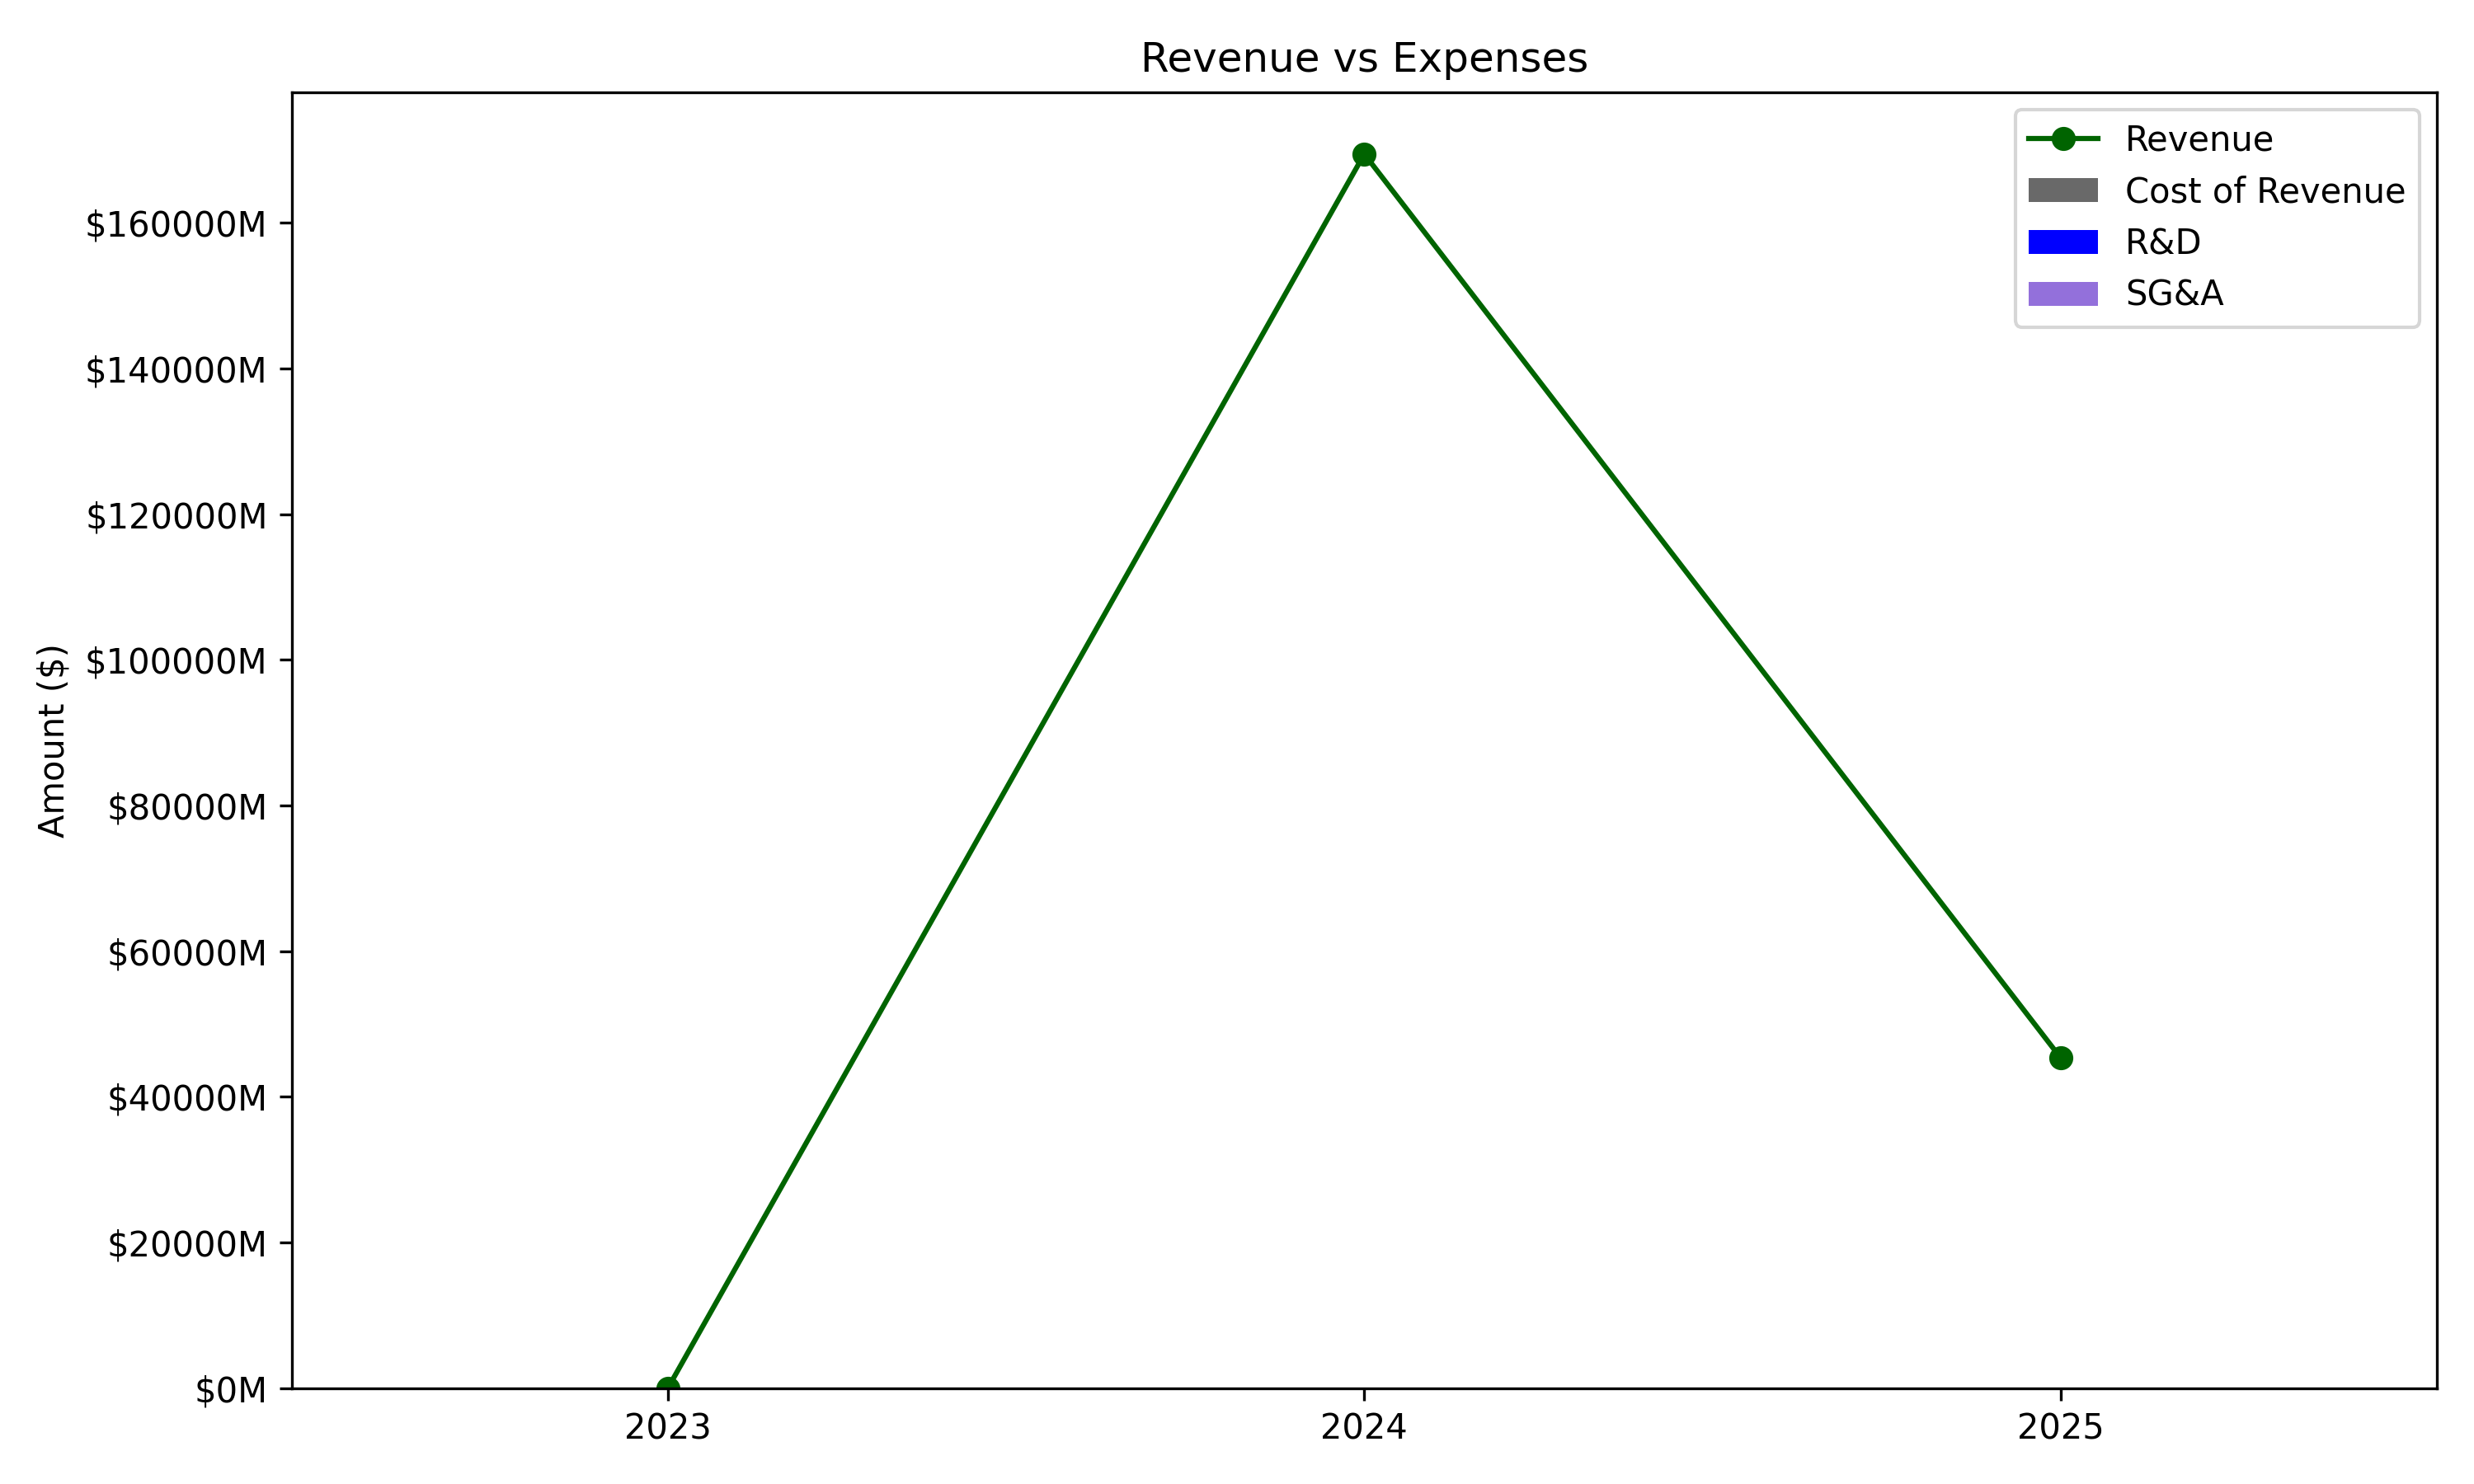 Revenue vs Expenses
Revenue
Cost of Revenue
R&D
SG&A
Amount ($)
$160000M
$140000M
$120000M
$100000M
$80000M
$60000M
$40000M
$20000M
$0M
2023
2024
2025